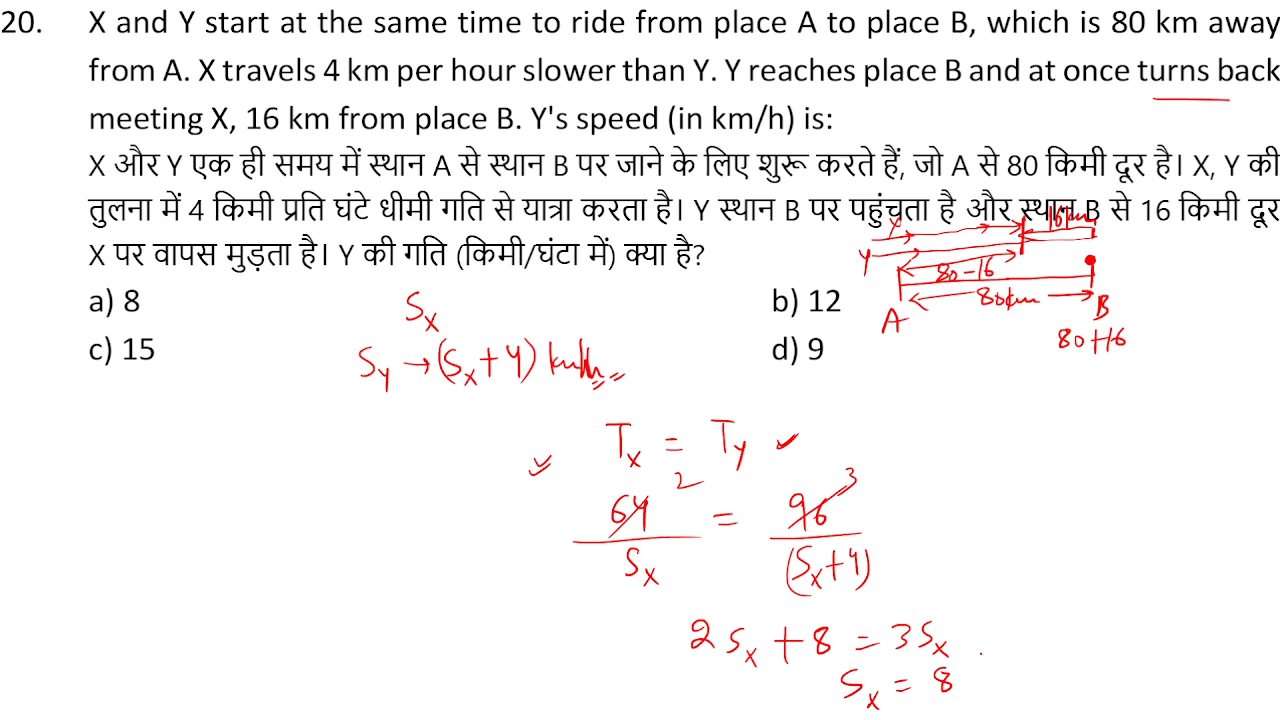 20. X and Y start at the same time to ride from place A to place B, which is 80 km away
from A. X travels 4 km per hour slower than Y. Y reaches place B and at once turns back
meeting X, 16 km from place B. Y's speed (in km/h) is:
X और Y एक ही समय में स्थान A से स्थान B पर जाने के लिए शुरू करते हैं, जो A से 80 किमी दूर है। X, Y की
तुलना में 4 किमी प्रति घंटे धीमी गति से यात्रा करता है। Y स्थान B पर पहुंचता है और स्थान B से 16 किमी दूर
X पर वापस मुड़ता है। Y की गति (किमी/घंटा में) क्या है?
X 16km
Y 80-16
A 80km B
80+16
a) 8 b) 12
c) 15 d) 9
Sx
Sy → (Sx+4) km/h
Tx = Ty
64 2 = 96 3
Sx (Sx+4)
2Sx + 8 = 3Sx
Sx = 8